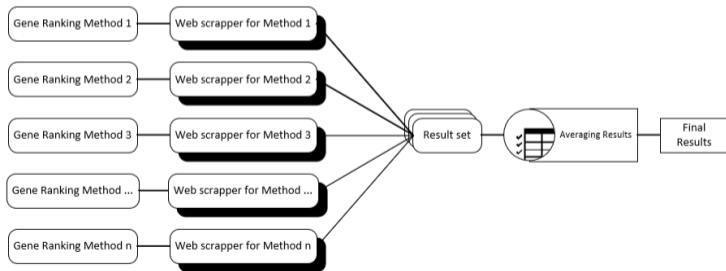 Gene Ranking Method 1
Web scrapper for Method 1
Gene Ranking Method 2
Web scrapper for Method 2
Gene Ranking Method 3
Web scrapper for Method 3
Result set
Averaging Results
Final
Results
Gene Ranking Method ...
Web scrapper for Method ...
Gene Ranking Method n
Web scrapper for Method n